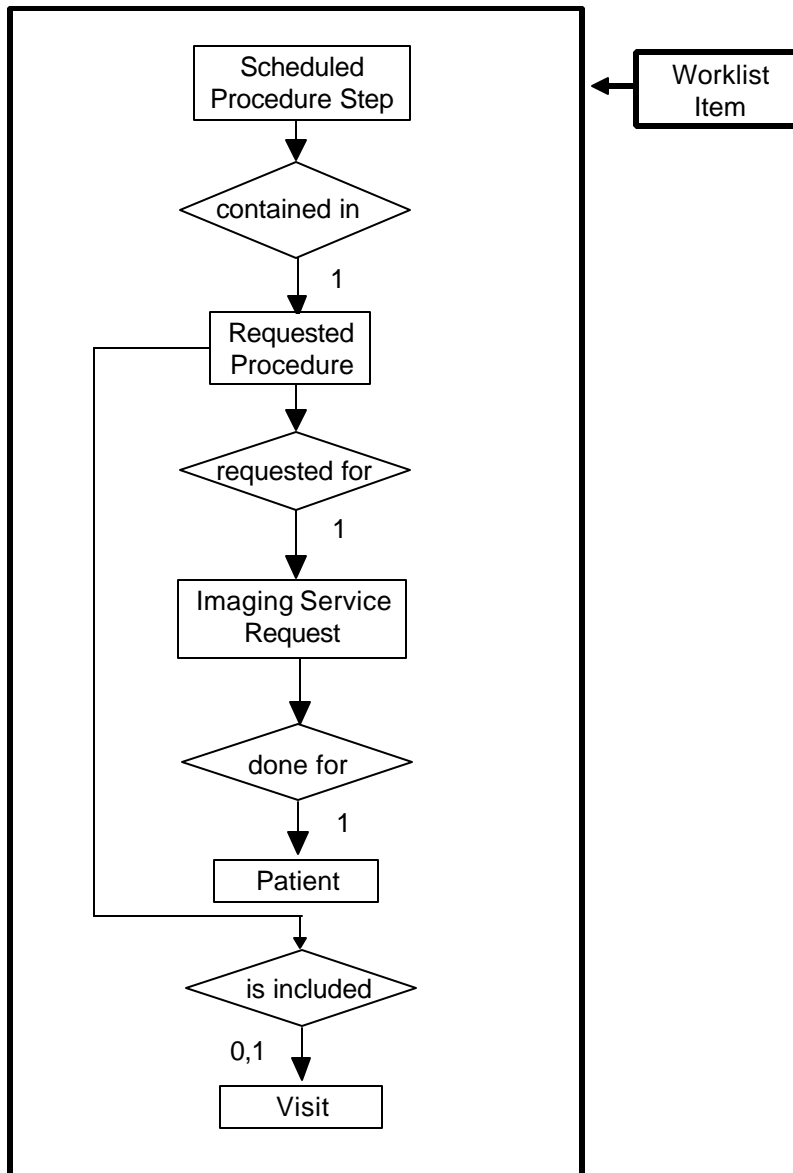 Scheduled
Procedure Step
Worklist
Item
contained in
1
Requested
Procedure
requested for
1
Imaging Service
Request
done for
1
Patient
is included
0,1
Visit